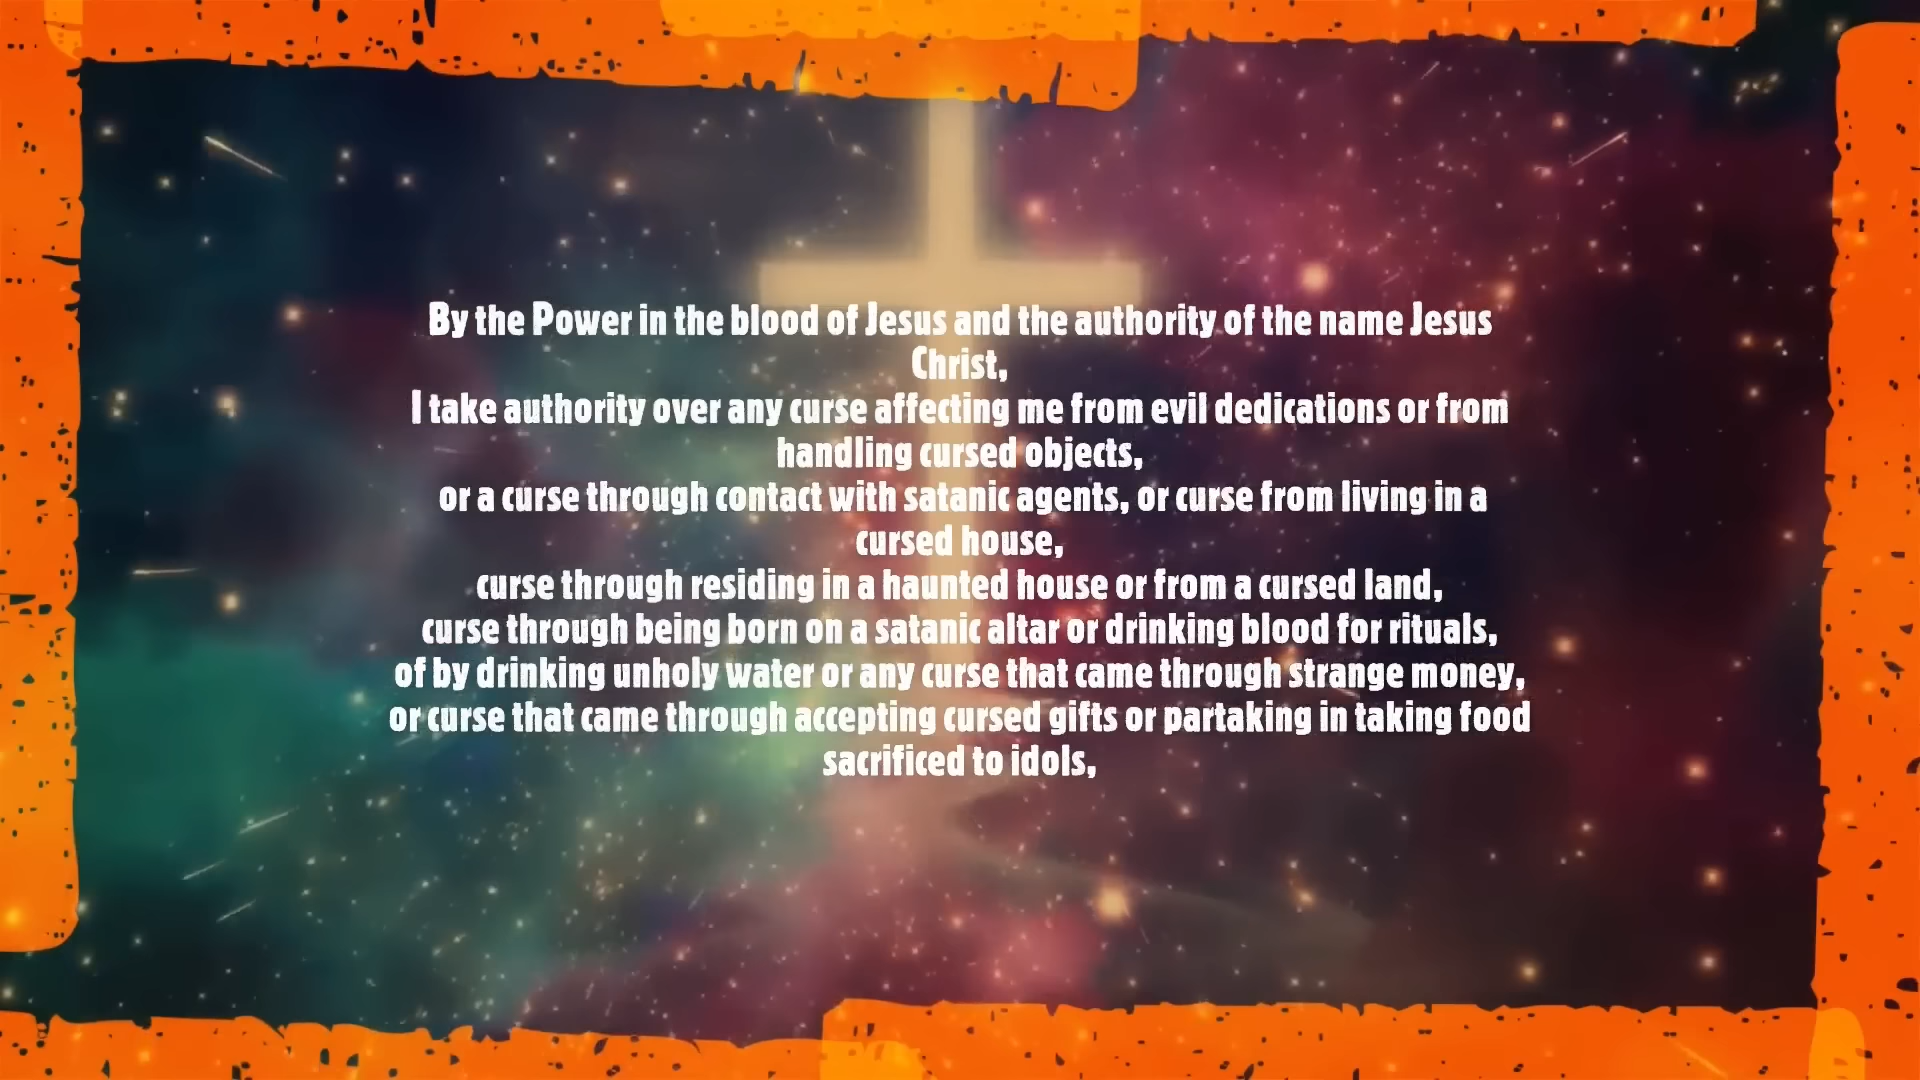 By the Power in the blood of Jesus and the authority of the name Jesus
Christ,
I take authority over any curse affecting me from evil dedications or from
handling cursed objects,
or a curse through contact with satanic agents, or curse from living in a
cursed house,
curse through residing in a haunted house or from a cursed land,
curse through being born on a satanic altar or drinking blood for rituals,
of by drinking unholy water or any curse that came through strange money,
or curse that came through accepting cursed gifts or partaking in taking food
sacrificed to idols,